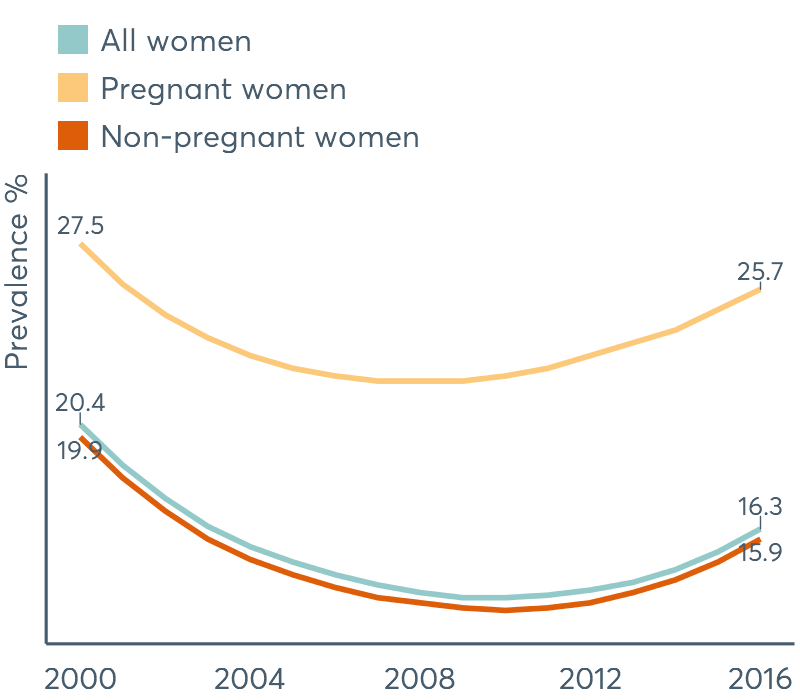 All women
Pregnant women
Non-pregnant women
Prevalence %
27.5
25.7
20.4
19.9
16.3
15.9
2000 2004 2008 2012 2016